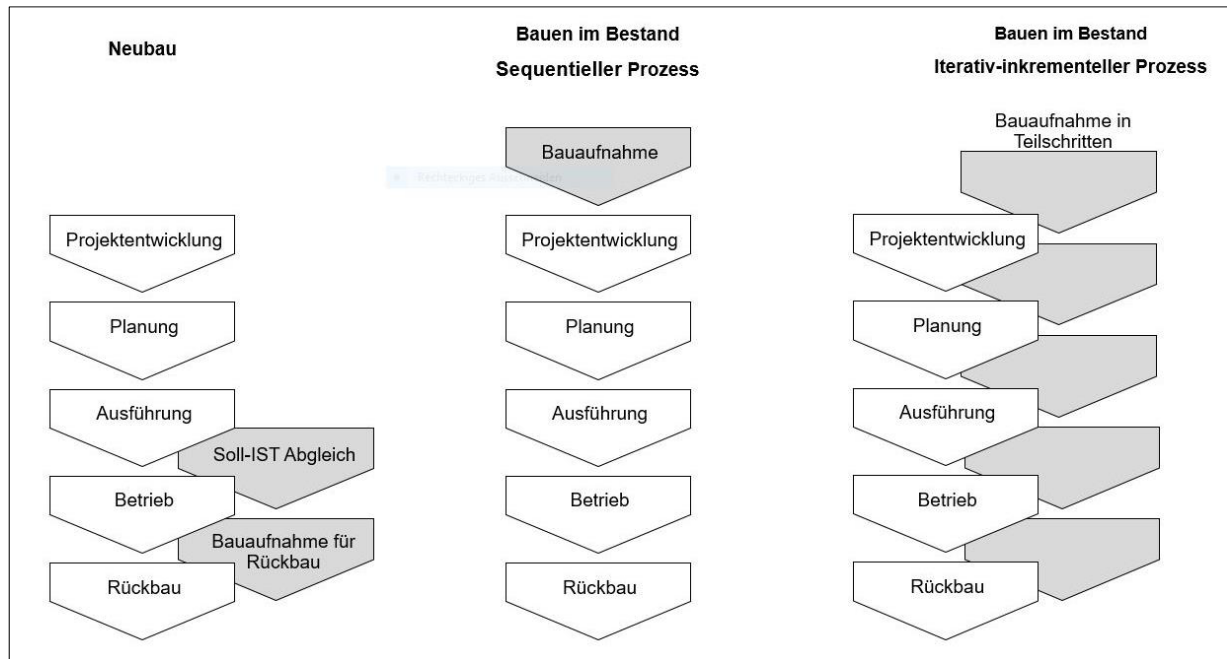 Neubau
Bauen im Bestand
Sequentieller Prozess
Bauen im Bestand
Iterativ-inkrementeller Prozess
Bauaufnahme
Bauaufnahme in
Teilschritten
Projektentwicklung
Projektentwicklung
Projektentwicklung
Planung
Planung
Planung
Ausführung
Ausführung
Ausführung
Soll-IST Abgleich
Betrieb
Betrieb
Betrieb
Bauaufnahme für
Rückbau
Rückbau
Rückbau
Rückbau